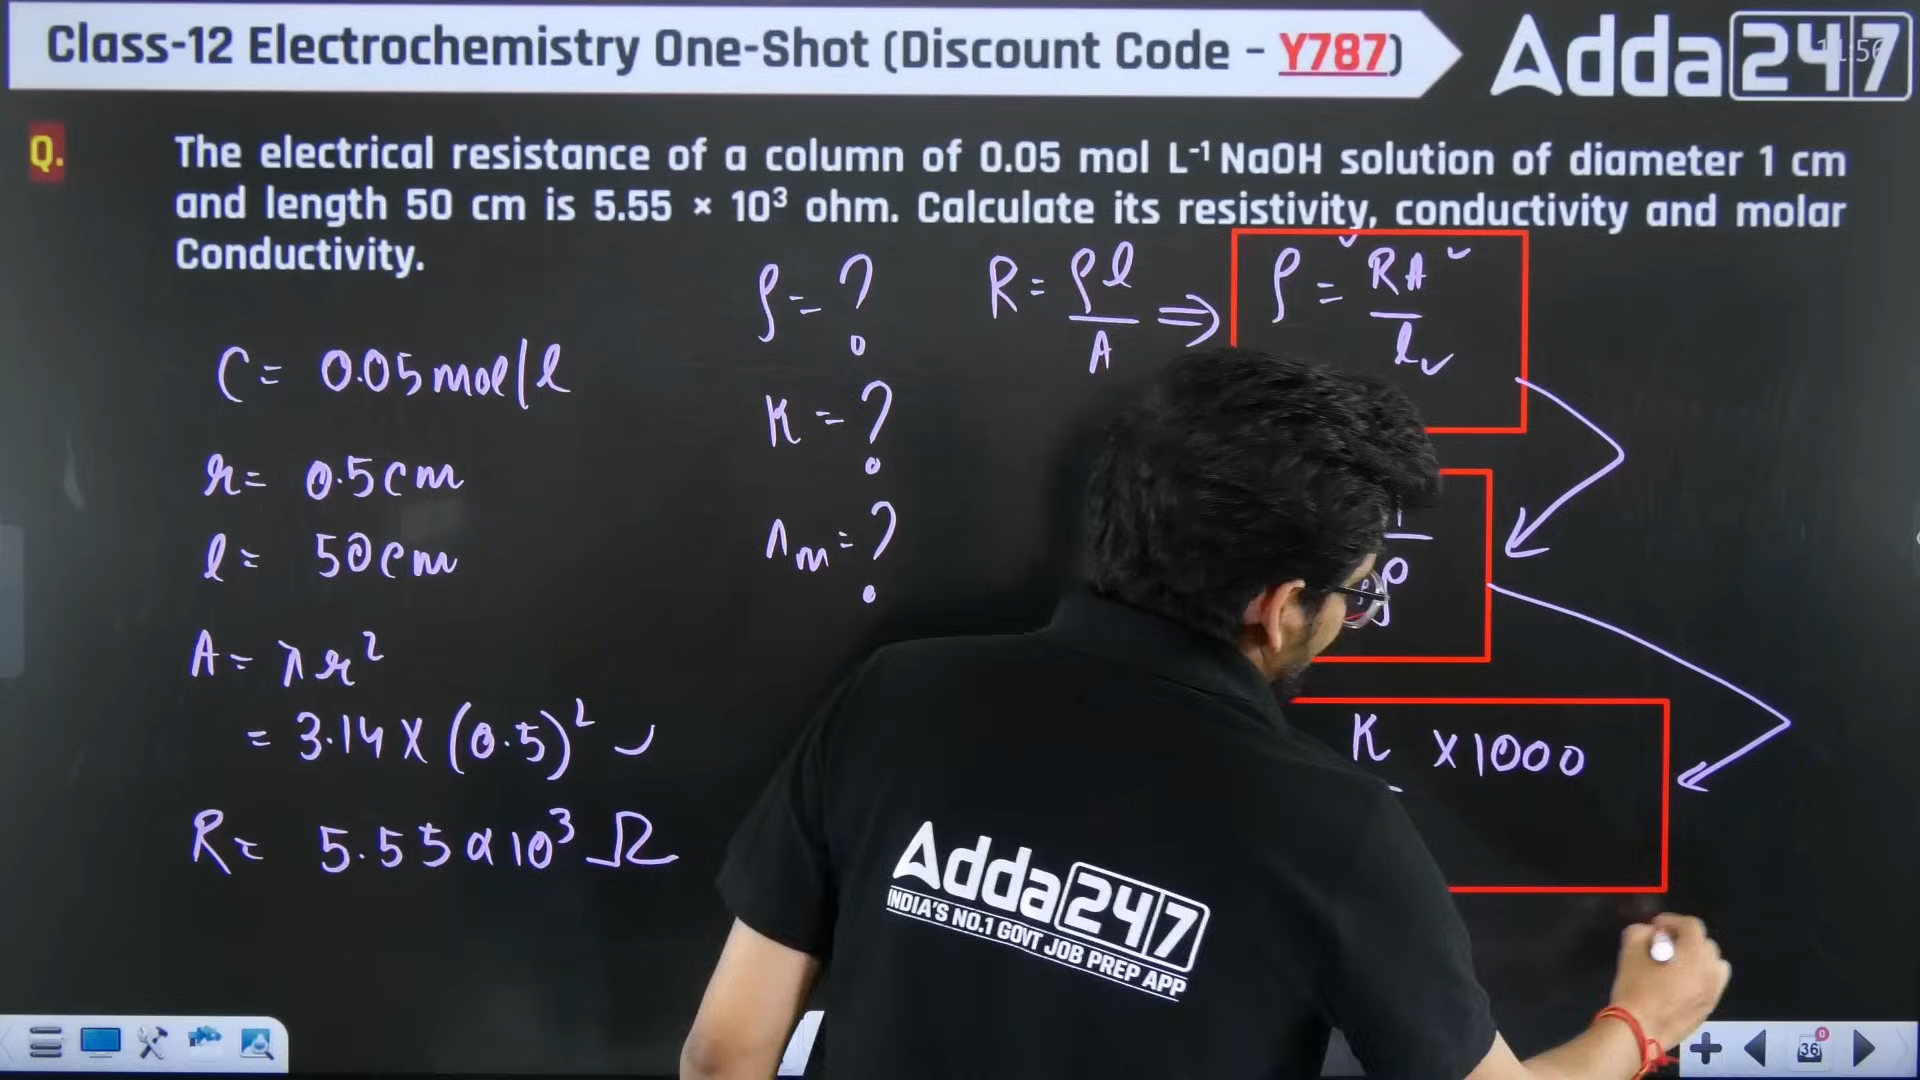 Class-12 Electrochemistry One-Shot (Discount Code - Y787)
Adda247
Q.
The electrical resistance of a column of 0.05 mol L⁻¹ NaOH solution of diameter 1 cm
and length 50 cm is 5.55 × 10³ ohm. Calculate its resistivity, conductivity and molar
Conductivity.
C = 0.05 mol/l
r = 0.5 cm
l = 50 cm
A = πr²
= 3.14 X (0.5)²
R = 5.55 x 10³ Ω
ρ = ?
K = ?
Λm = ?
R = ρl/A ⇒ ρ = RA/l
ρ
K X 1000
Adda247
INDIA'S NO.1 GOVT JOB PREP APP
36
0